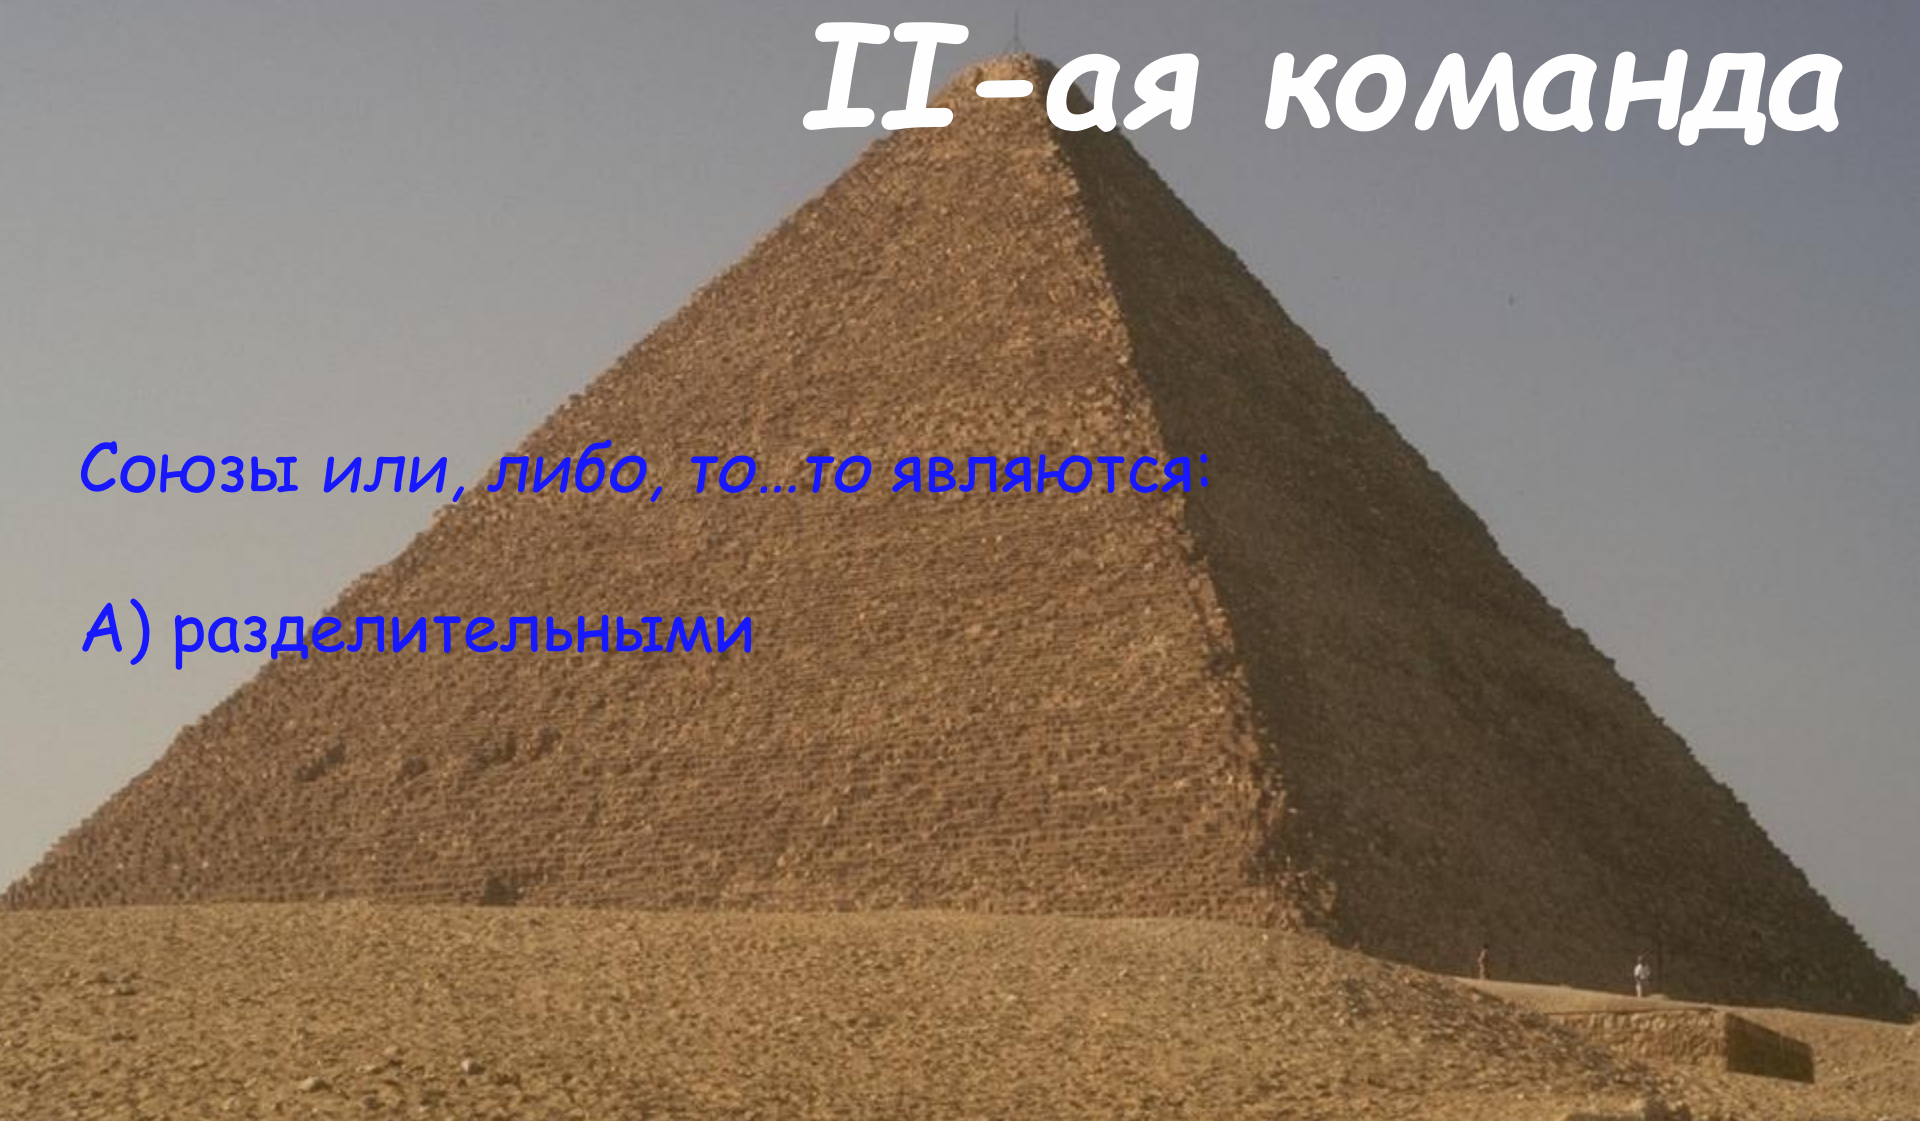 II-ая команда
Союзы или, либо, то...то являются:
А) разделительными